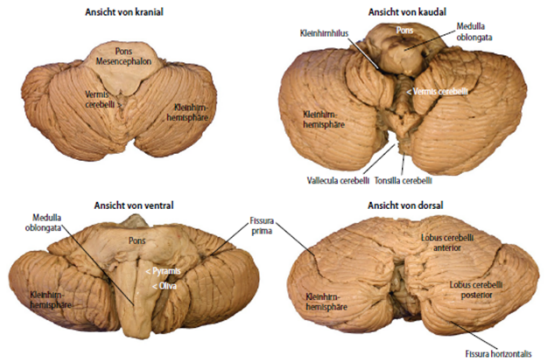 Ansicht von kranial
Pons
Mesencephalon
Vermis
cerebelli >
Kleinhirn-
hemisphäre
Ansicht von kaudal
Kleinhirnhilus
Pons
Medulla
oblongata
< Vermis cerebelli
Kleinhirn-
hemisphäre
Vallecula cerebelli
Tonsilla cerebelli
Ansicht von ventral
Medulla
oblongata
Pons
Fissura
prima
< Pyramis
< Oliva
Kleinhirn-
hemisphäre
Ansicht von dorsal
Lobus cerebelli
anterior
Kleinhirn-
hemisphäre
Lobus cerebelli
posterior
Fissura horizontalis